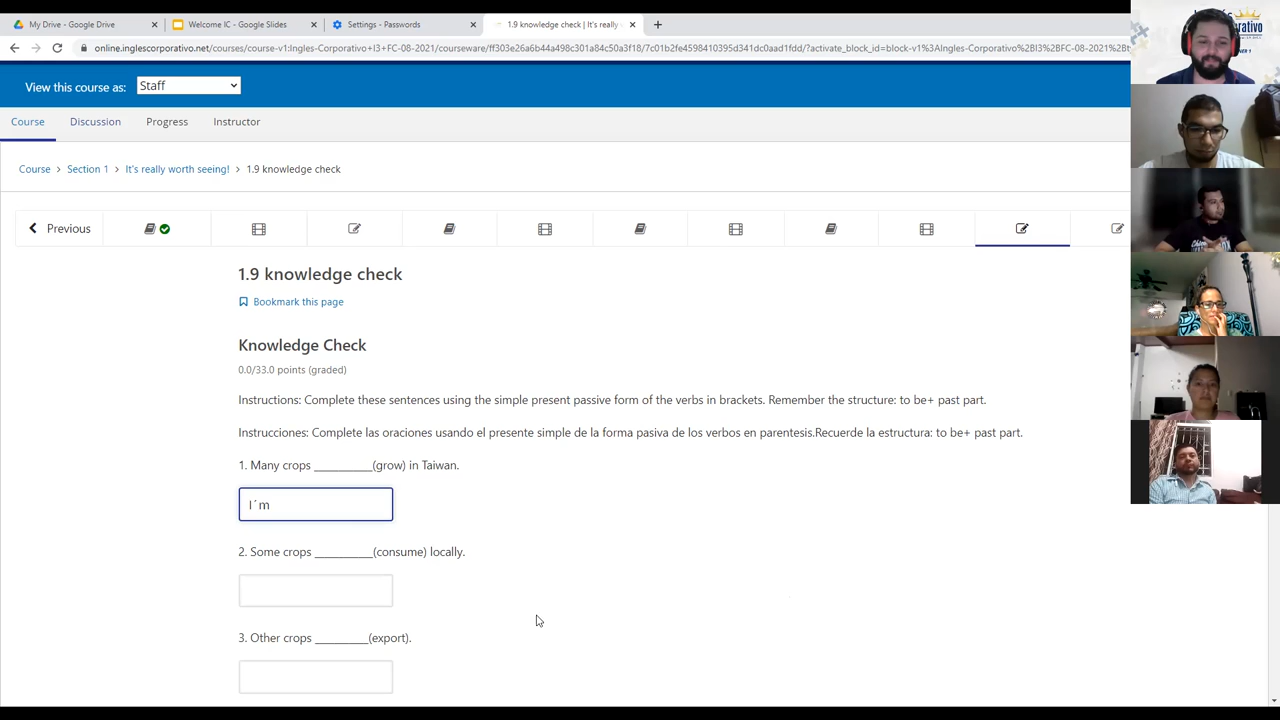 My Drive - Google Drive
Welcome IC - Google Slides
Settings - Passwords
1.9 knowledge check | It's really
online.inglescorporativo.net/courses/course-v1:Ingles-Corporativo+i3+FC-08-2021/courseware/ff303e26a6b44a498c301a84c50a3f18/7c01b2fe4598410395d341dc0aad1fdd/?activate_block_id=block-v1%3AIngles-Corporativo%2BI3%2BFC-08-2021%2Bt
View this course as:
Staff
Course
Discussion
Progress
Instructor
Course > Section 1 > It's really worth seeing! > 1.9 knowledge check
Previous
1.9 knowledge check
Bookmark this page
Knowledge Check
0.0/33.0 points (graded)
Instructions: Complete these sentences using the simple present passive form of the verbs in brackets. Remember the structure: to be+ past part.
Instrucciones: Complete las oraciones usando el presente simple de la forma pasiva de los verbos en parentesis.Recuerde la estructura: to be+ past part.
1. Many crops __________(grow) in Taiwan.
I´m
2. Some crops __________(consume) locally.
3. Other crops _________(export).